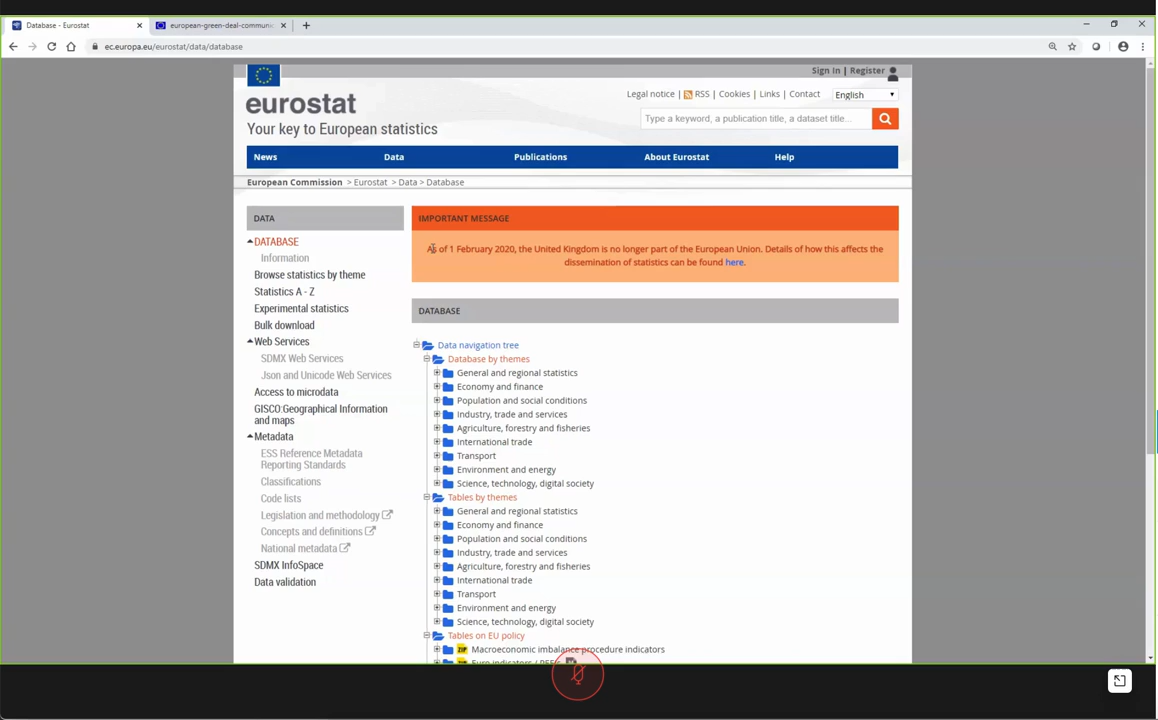 Database - Eurostat
european-green-deal-communic
ec.europa.eu/eurostat/data/database
Sign In | Register
Legal notice | RSS | Cookies | Links | Contact
English
eurostat
Your key to European statistics
Type a keyword, a publication title, a dataset title...
News
Data
Publications
About Eurostat
Help
European Commission > Eurostat > Data > Database
DATA
DATABASE
Information
Browse statistics by theme
Statistics A - Z
Experimental statistics
Bulk download
Web Services
SDMX Web Services
Json and Unicode Web Services
Access to microdata
GISCO:Geographical Information
and maps
Metadata
ESS Reference Metadata
Reporting Standards
Classifications
Code lists
Legislation and methodology
Concepts and definitions
National metadata
SDMX InfoSpace
Data validation
IMPORTANT MESSAGE
As of 1 February 2020, the United Kingdom is no longer part of the European Union. Details of how this affects the
dissemination of statistics can be found here.
DATABASE
Data navigation tree
Database by themes
General and regional statistics
Economy and finance
Population and social conditions
Industry, trade and services
Agriculture, forestry and fisheries
International trade
Transport
Environment and energy
Science, technology, digital society
Tables by themes
General and regional statistics
Economy and finance
Population and social conditions
Industry, trade and services
Agriculture, forestry and fisheries
International trade
Transport
Environment and energy
Science, technology, digital society
Tables on EU policy
ZIP Macroeconomic imbalance procedure indicators
Euro indicators / PEEIs